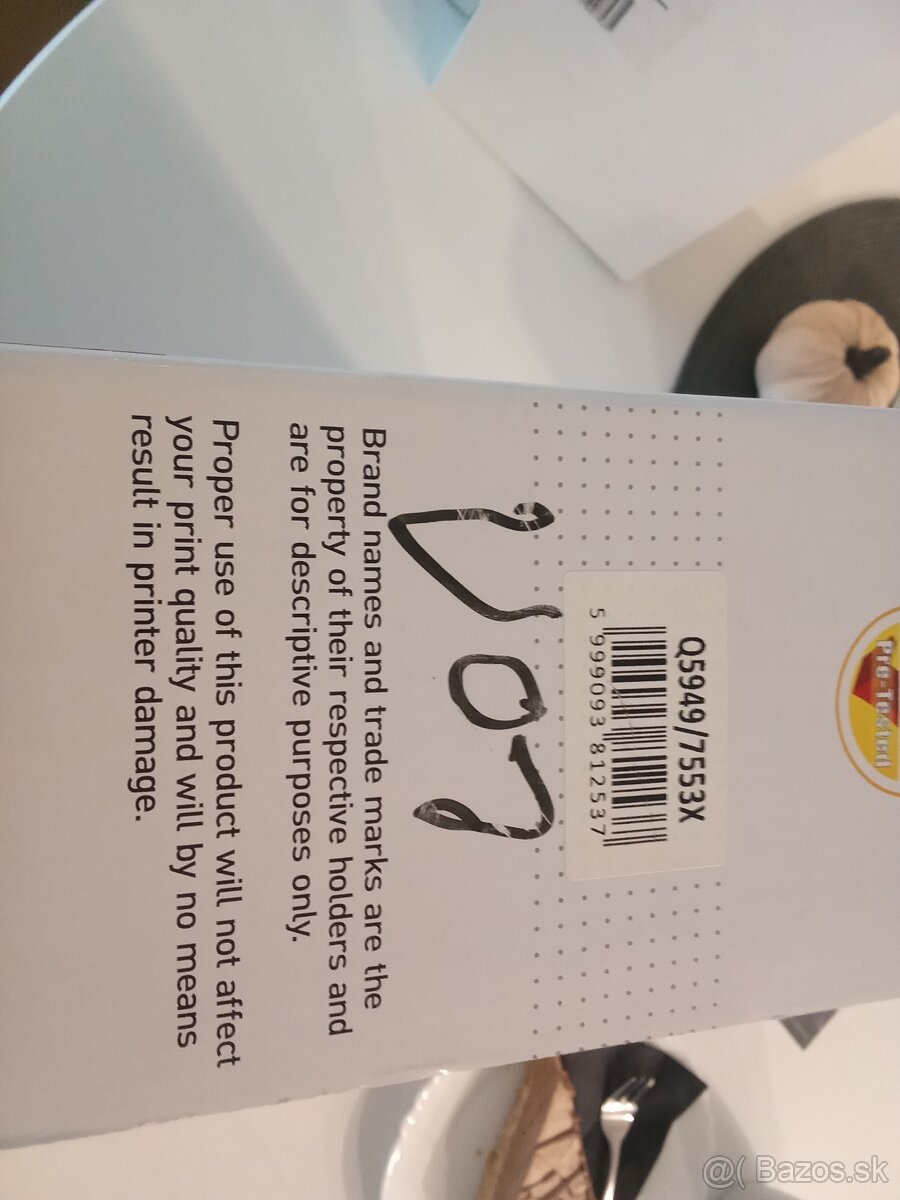 Pre-Tested
Q5949/7553X
5 999093 812537
Brand names and trade marks are the
property of their respective holders and
are for descriptive purposes only.
Proper use of this product will not affect
your print quality and will by no means
result in printer damage.
@( Bazos.sk